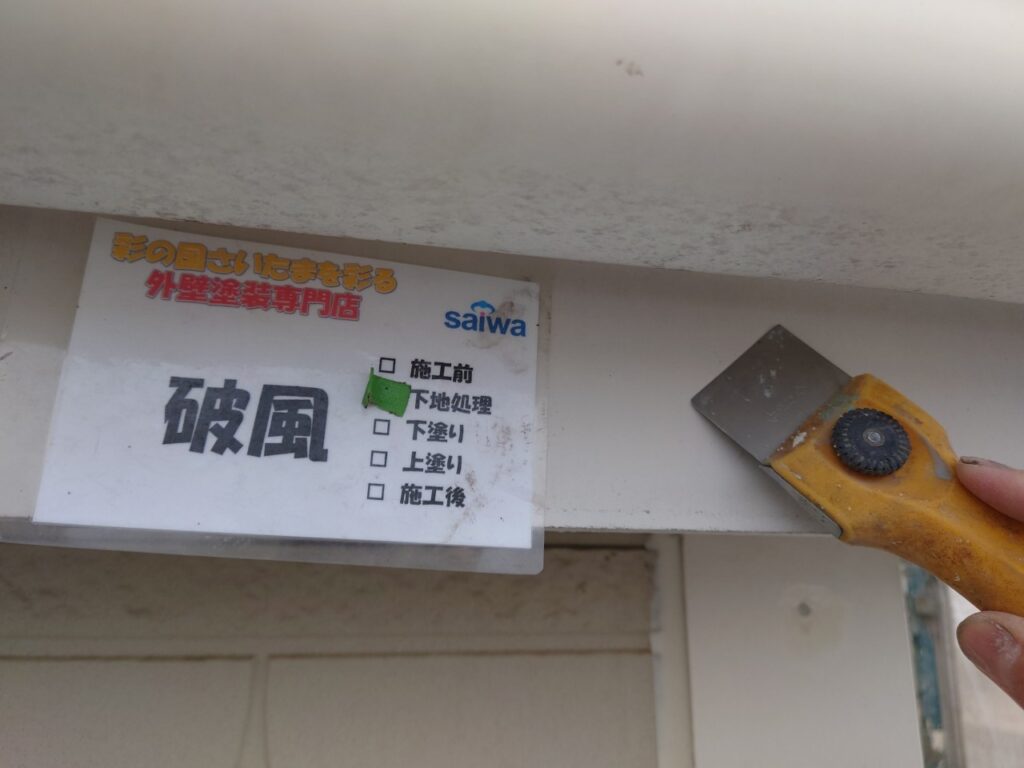 彩の国さいたまを彩る
外壁塗装専門店
saiwa
破風
□ 施工前
下地処理
□ 下塗り
□ 上塗り
□ 施工後